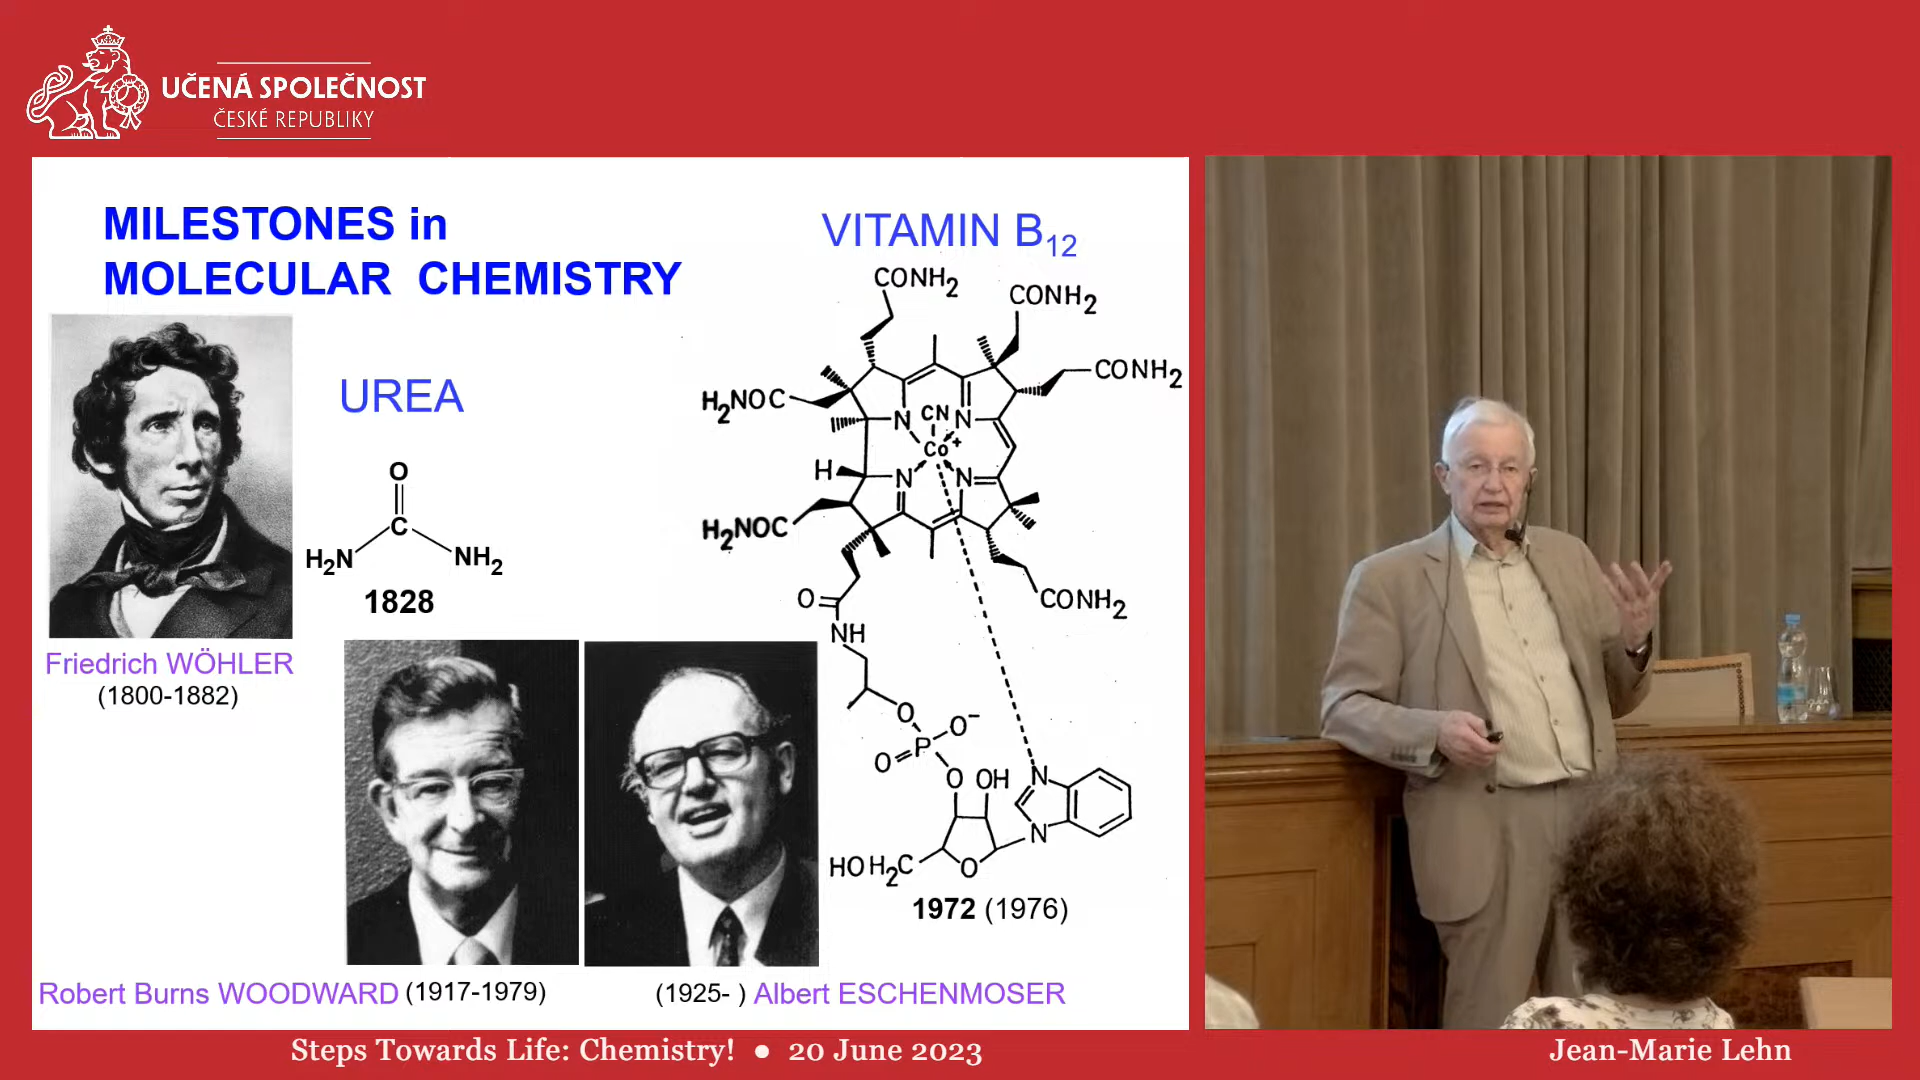 UČENÁ SPOLEČNOST
ČESKÉ REPUBLIKY
MILESTONES in
MOLECULAR CHEMISTRY
VITAMIN B12
UREA
O
C
H2N
NH2
1828
Friedrich WÖHLER
(1800-1882)
CONH2
CONH2
CONH2
H2NOC
N
CN
N
Co+
H
N
N
H2NOC
CONH2
O
NH
O
O−
P
O
O
OH
N
N
HOH2C
O
1972 (1976)
Robert Burns WOODWARD (1917-1979)
(1925- ) Albert ESCHENMOSER
Steps Towards Life: Chemistry! ● 20 June 2023
Jean-Marie Lehn